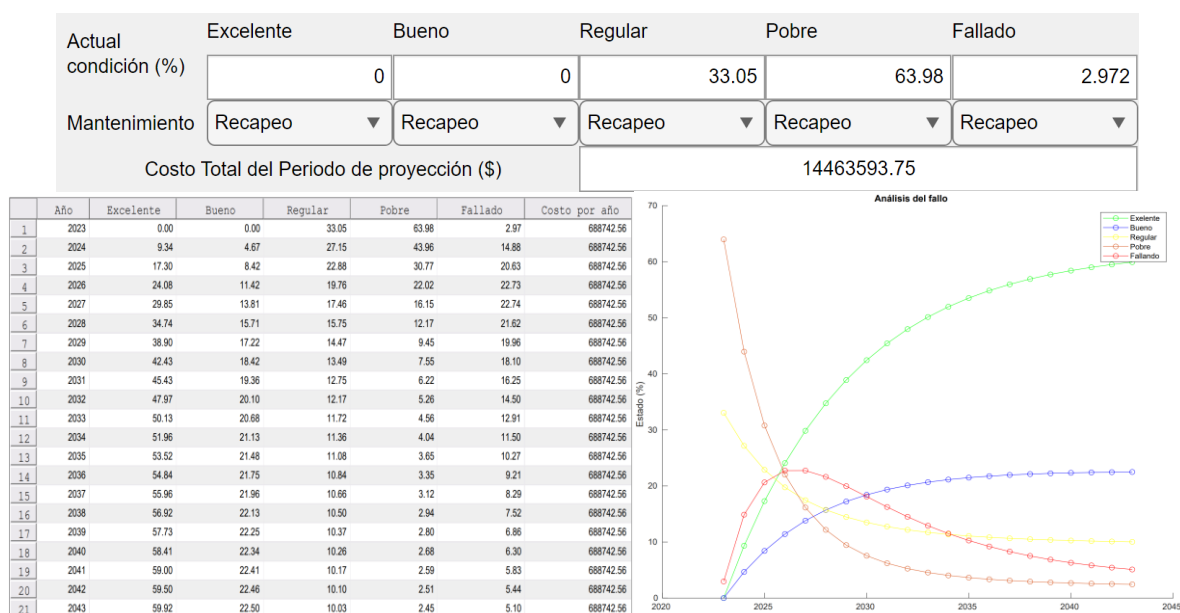 Actual condición (%) Excelente Bueno Regular Pobre Fallado
0 0 33.05 63.98 2.972
Mantenimiento Recapeo Recapeo Recapeo Recapeo Recapeo
Costo Total del Periodo de proyección ($) 14463593.75
Año Excelente Bueno Regular Pobre Fallado Costo por año
1 2023 0.00 0.00 33.05 63.98 2.97 688742.56
2 2024 9.34 4.67 27.15 43.96 14.88 688742.56
3 2025 17.30 8.42 22.88 30.77 20.63 688742.56
4 2026 24.08 11.42 19.76 22.02 22.73 688742.56
5 2027 29.85 13.81 17.46 16.15 22.74 688742.56
6 2028 34.74 15.71 15.75 12.17 21.62 688742.56
7 2029 38.90 17.22 14.47 9.45 19.96 688742.56
8 2030 42.43 18.42 13.49 7.55 18.10 688742.56
9 2031 45.43 19.36 12.75 6.22 16.25 688742.56
10 2032 47.97 20.10 12.17 5.26 14.50 688742.56
11 2033 50.13 20.68 11.72 4.56 12.91 688742.56
12 2034 51.96 21.13 11.36 4.04 11.50 688742.56
13 2035 53.52 21.48 11.08 3.65 10.27 688742.56
14 2036 54.84 21.75 10.84 3.35 9.21 688742.56
15 2037 55.96 21.96 10.66 3.12 8.29 688742.56
16 2038 56.92 22.13 10.50 2.94 7.52 688742.56
17 2039 57.73 22.25 10.37 2.80 6.86 688742.56
18 2040 58.41 22.34 10.26 2.68 6.30 688742.56
19 2041 59.00 22.41 10.17 2.59 5.83 688742.56
20 2042 59.50 22.46 10.10 2.51 5.44 688742.56
21 2043 59.92 22.50 10.03 2.45 5.10 688742.56
Análisis del fallo
Exelente
Bueno
Regular
Pobre
Fallando
Estado (%)
70
60
50
40
30
20
10
0
2020 2025 2030 2035 2040 2045